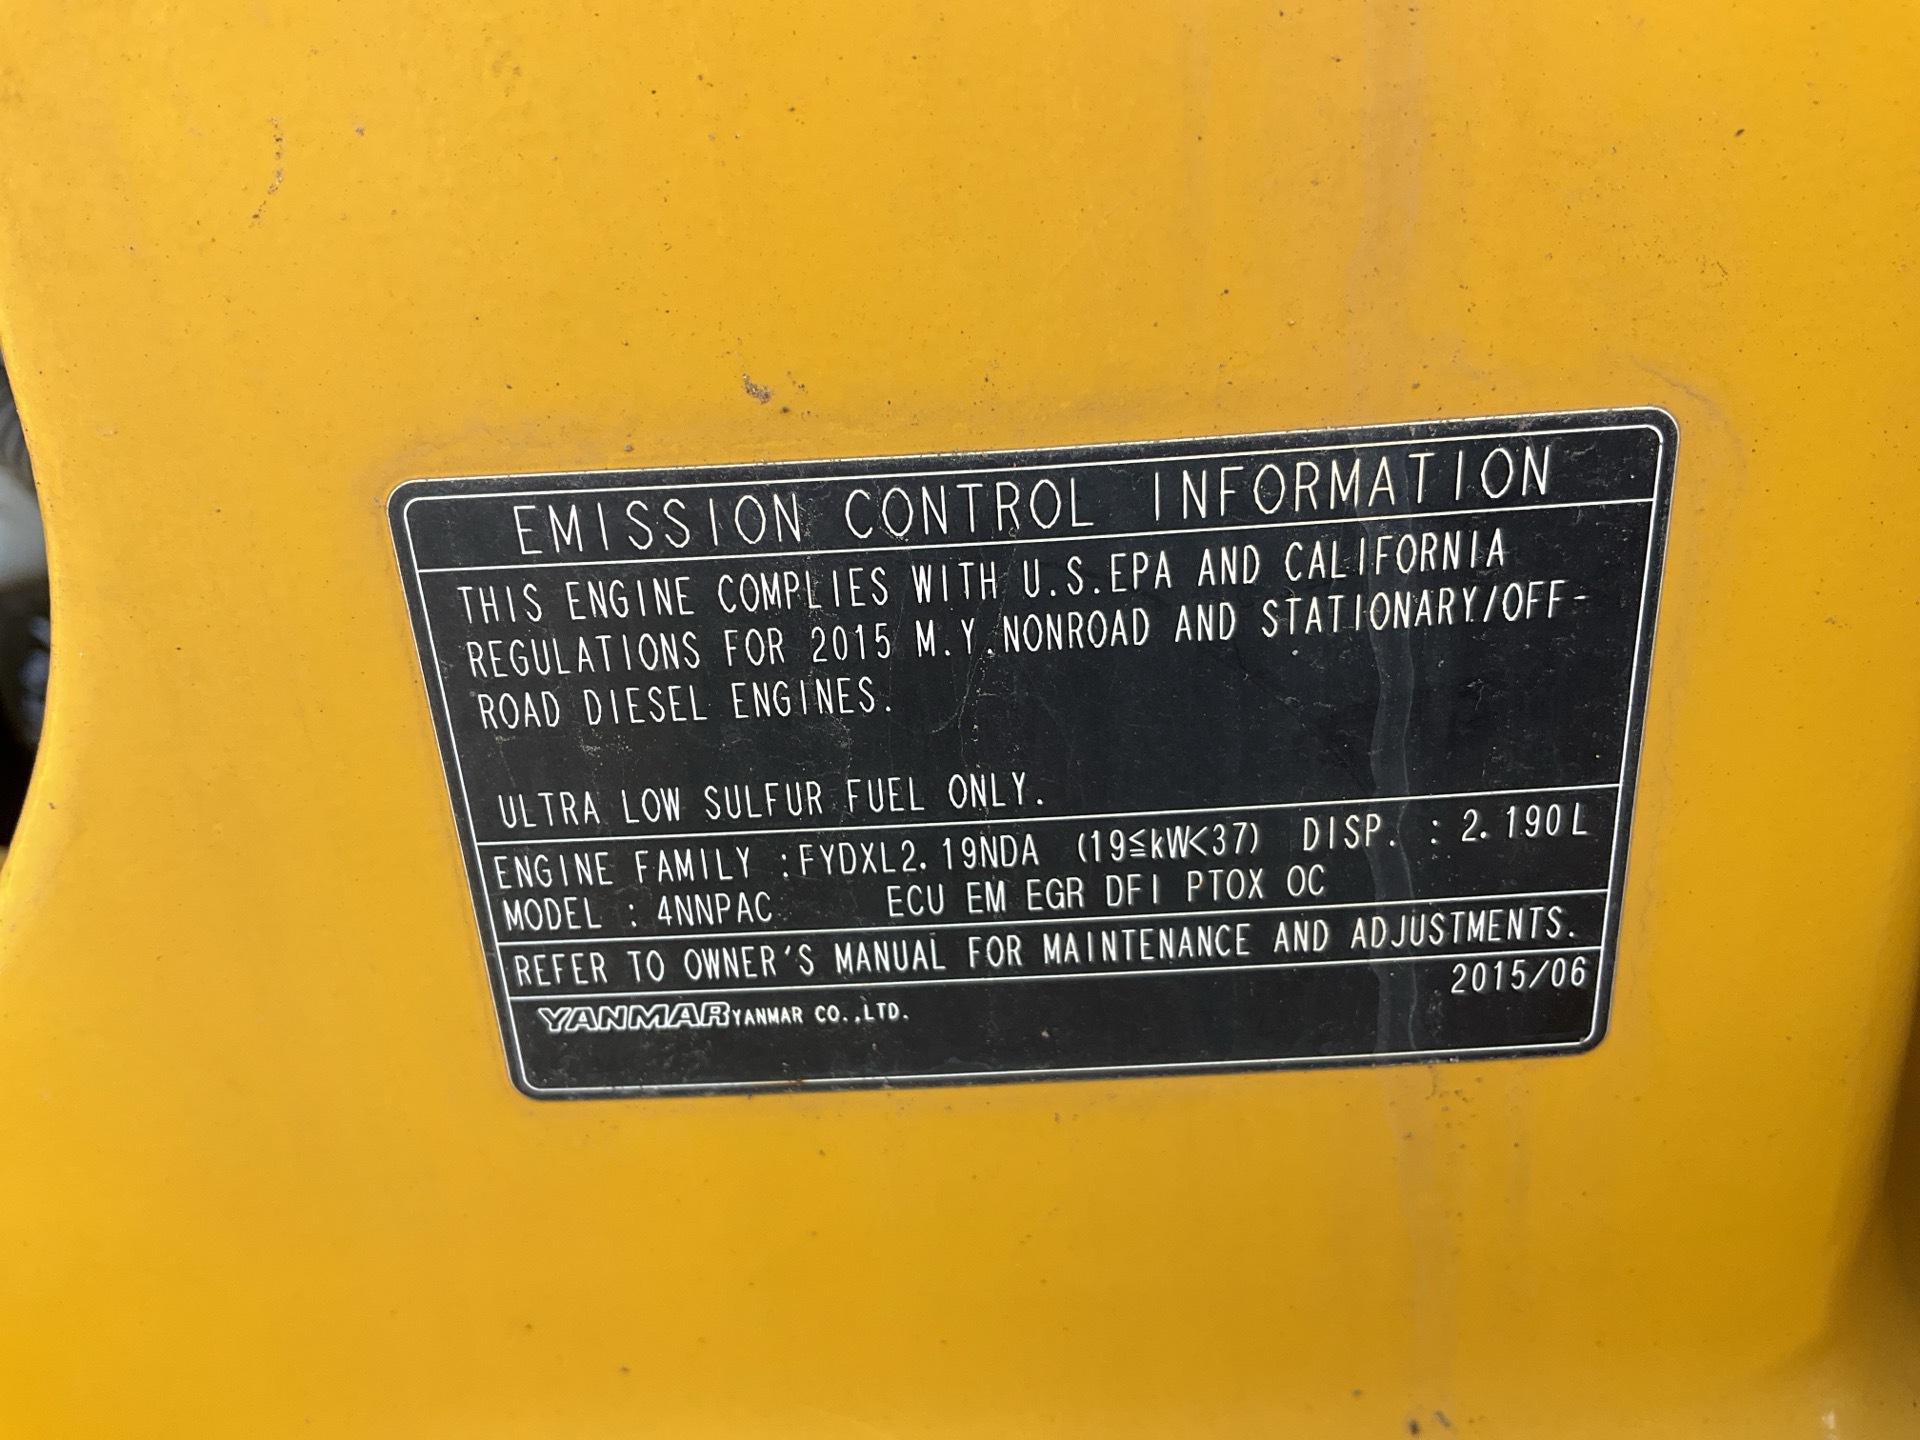 EMISSION CONTROL INFORMATION
THIS ENGINE COMPLIES WITH U.S.EPA AND CALIFORNIA
REGULATIONS FOR 2015 M.Y.NONROAD AND STATIONARY/OFF-
ROAD DIESEL ENGINES.
ULTRA LOW SULFUR FUEL ONLY.
ENGINE FAMILY :FYDXL2.19NDA (19≦kW<37) DISP. : 2.190L
MODEL : 4NNPAC ECU EM EGR DFI PTOX OC
REFER TO OWNER'S MANUAL FOR MAINTENANCE AND ADJUSTMENTS.
2015/06
YANMAR YANMAR CO.,LTD.